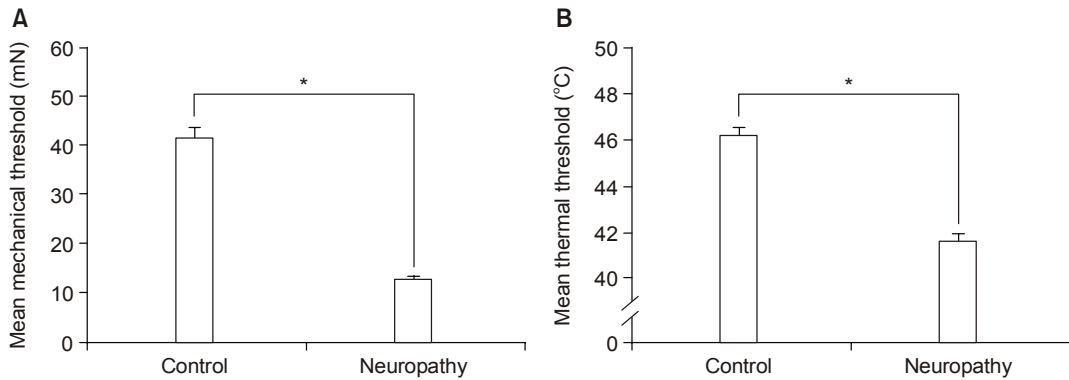 A
Mean mechanical threshold (mN)
60
50
40
30
20
10
0
*
Control
Neuropathy
B
Mean thermal threshold (°C)
50
48
46
44
42
40
0
*
Control
Neuropathy